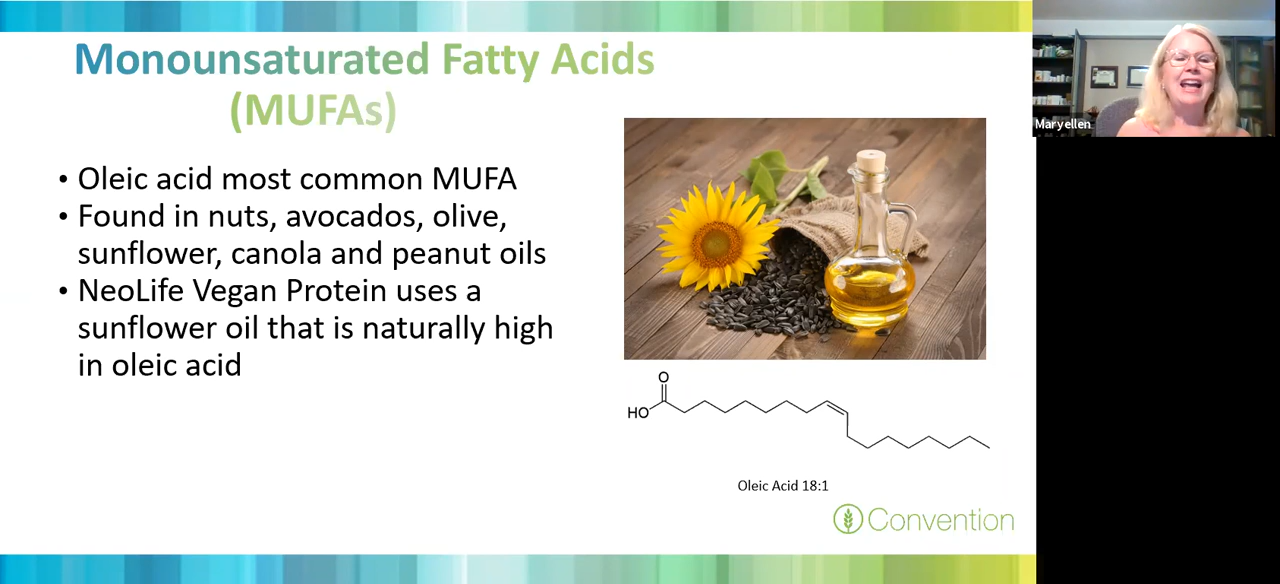 Monounsaturated Fatty Acids
(MUFAs)
• Oleic acid most common MUFA
• Found in nuts, avocados, olive,
sunflower, canola and peanut oils
• NeoLife Vegan Protein uses a
sunflower oil that is naturally high
in oleic acid
O
HO
Oleic Acid 18:1
Convention
Maryellen